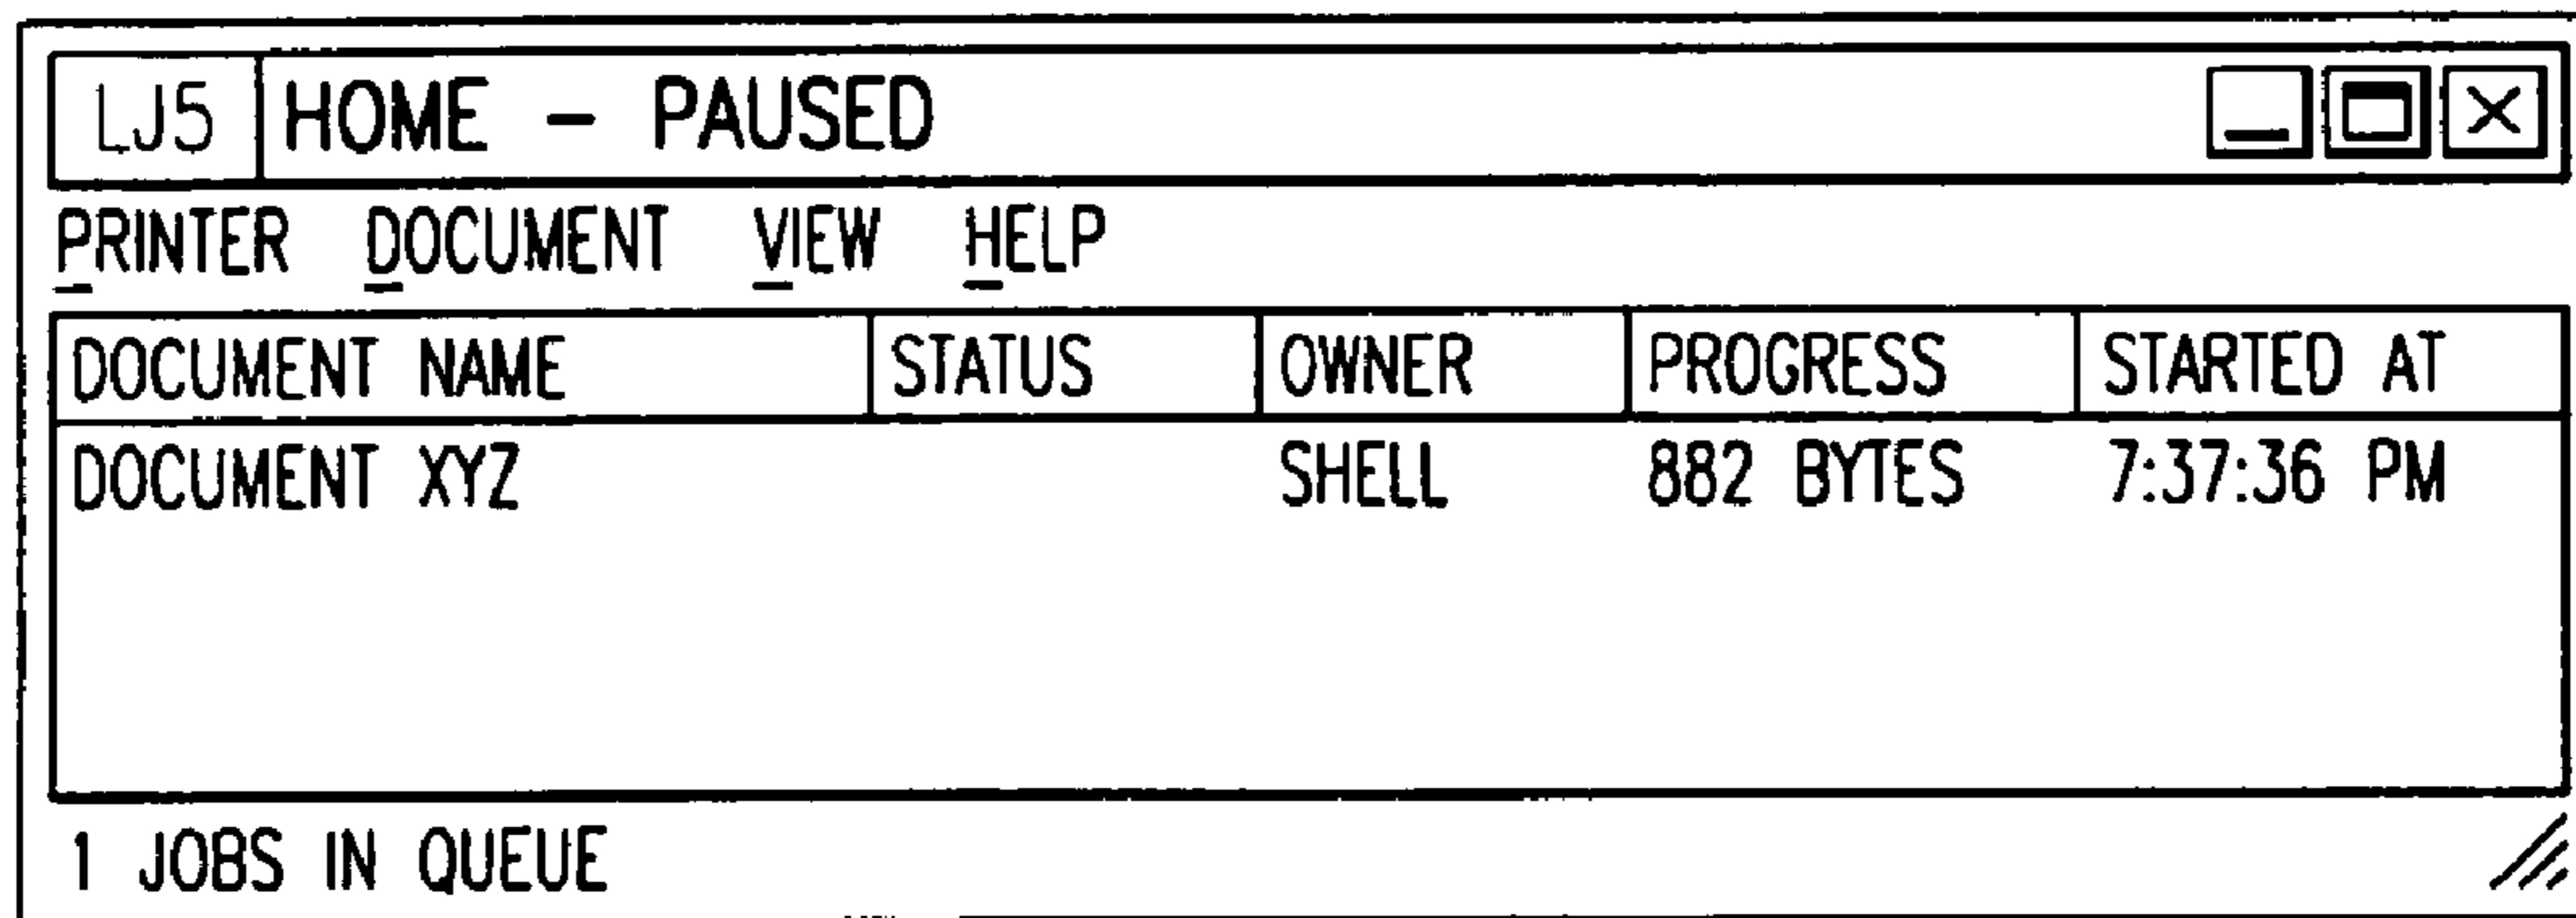 LJ5 HOME – PAUSED
PRINTER DOCUMENT VIEW HELP
DOCUMENT NAME STATUS OWNER PROGRESS STARTED AT
DOCUMENT XYZ SHELL 882 BYTES 7:37:36 PM
1 JOBS IN QUEUE